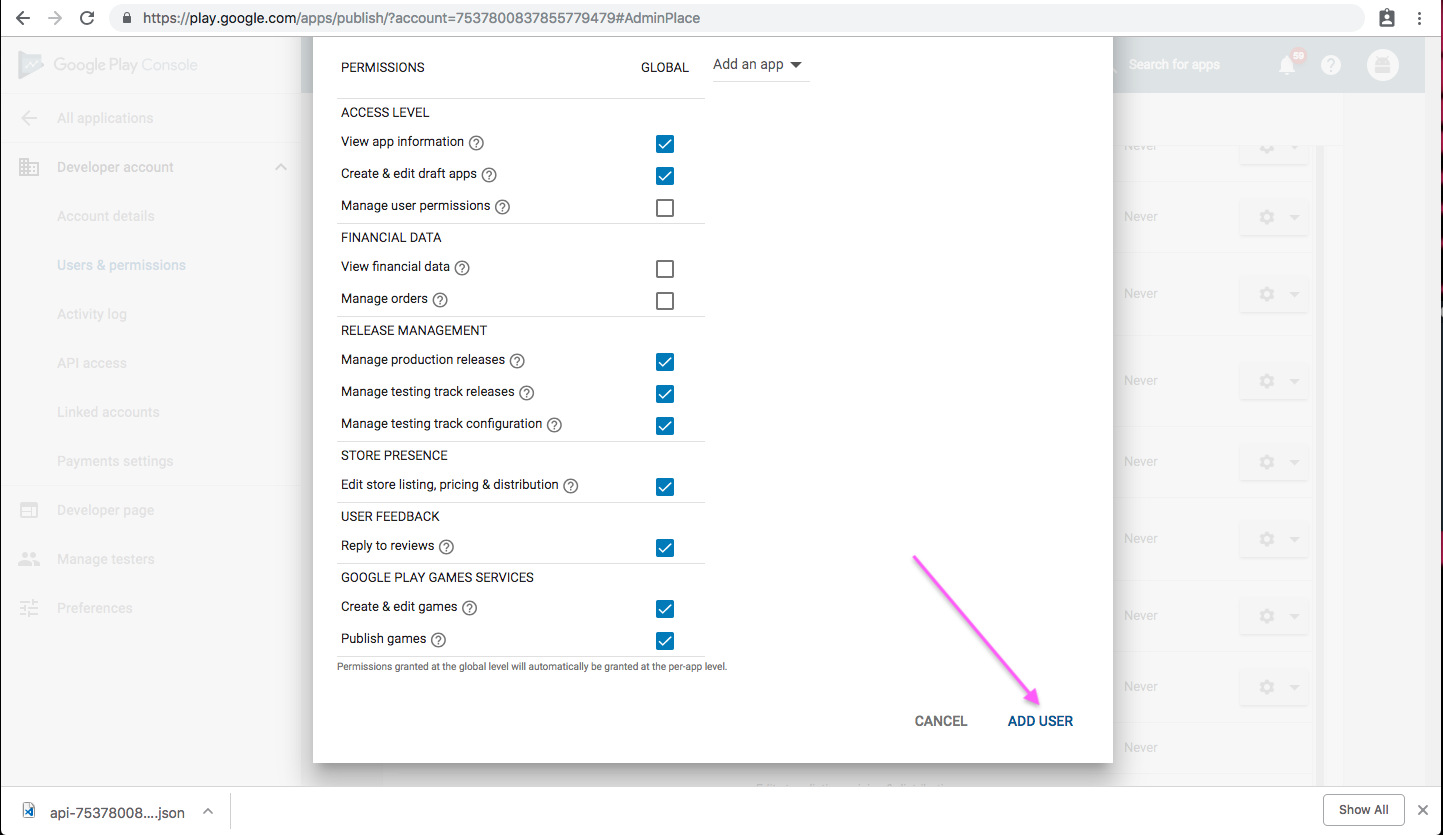 https://play.google.com/apps/publish/?account=7537800837855779479#AdminPlace
Google Play Console
All applications
Developer account
Account details
Users & permissions
Activity log
API access
Linked accounts
Payments settings
Developer page
Manage testers
Preferences
PERMISSIONS GLOBAL Add an app
ACCESS LEVEL
View app information ?
Create & edit draft apps ?
Manage user permissions ?
FINANCIAL DATA
View financial data ?
Manage orders ?
RELEASE MANAGEMENT
Manage production releases ?
Manage testing track releases ?
Manage testing track configuration ?
STORE PRESENCE
Edit store listing, pricing & distribution ?
USER FEEDBACK
Reply to reviews ?
GOOGLE PLAY GAMES SERVICES
Create & edit games ?
Publish games ?
Permissions granted at the global level will automatically be granted at the per-app level.
CANCEL ADD USER
Search for apps 59 ?
Never
Never
Never
Never
Never
Never
Never
Never
Never
api-75378008....json
Show All